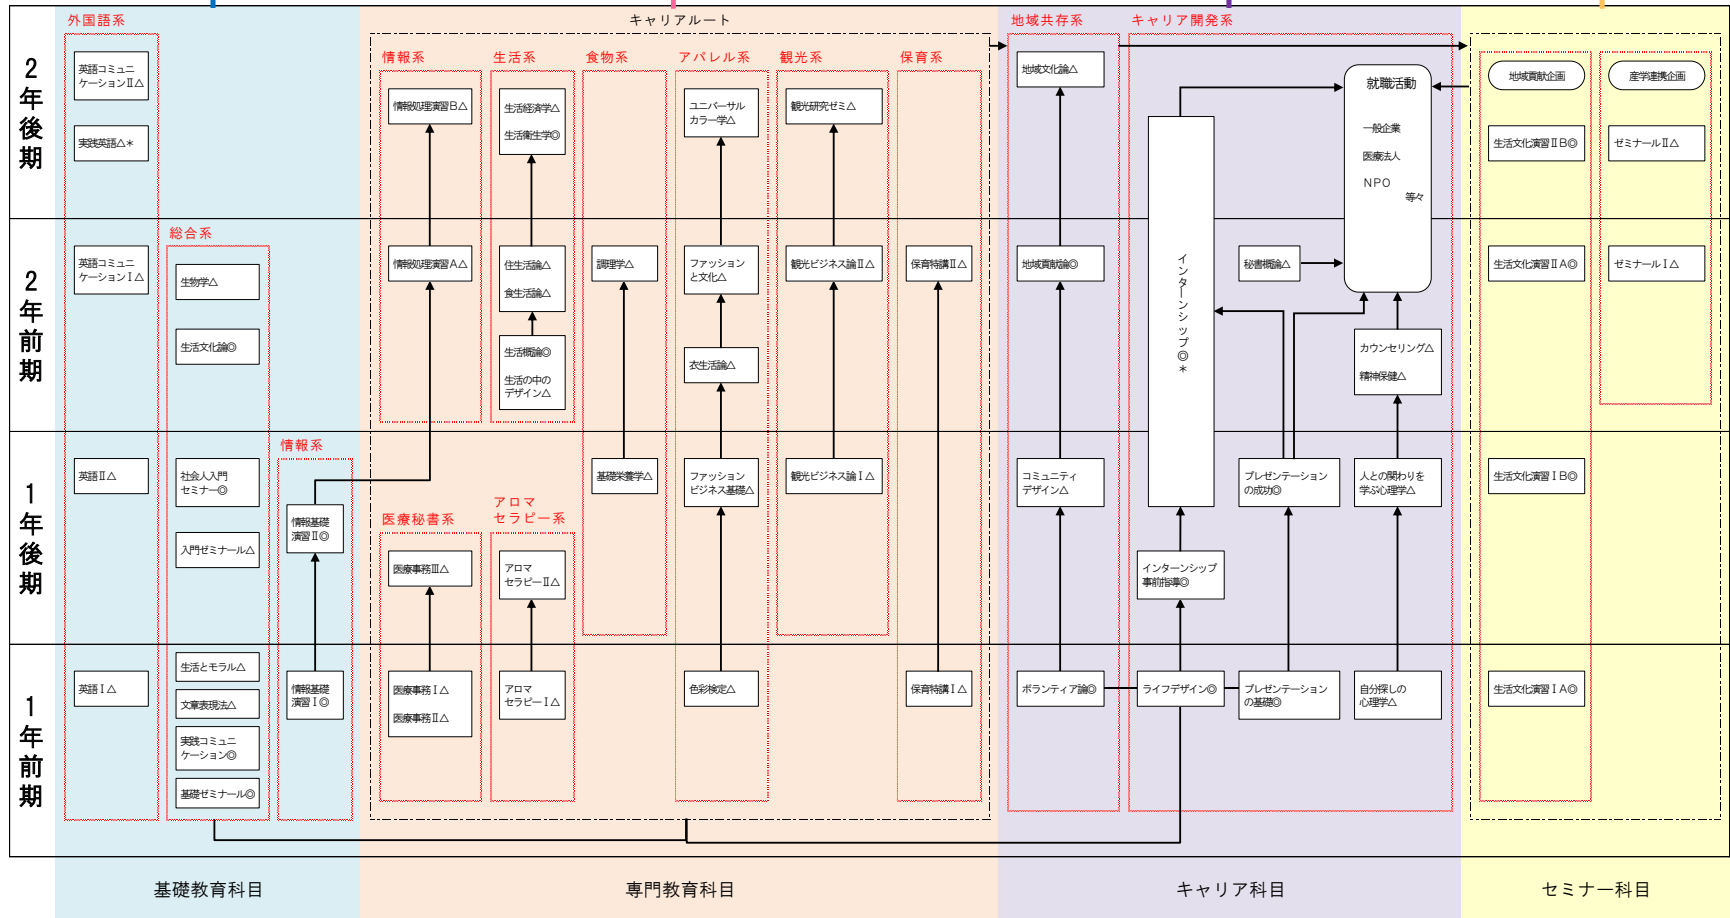 外国語系
キャリアルート
地域共存系
キャリア開発系
2年後期
英語コミュニ
ケーションⅡ△
実践英語△＊
情報系
生活系
食物系
アパレル系
観光系
保育系
情報処理演習B△
生活経済学△
生活衛生学◎
ユニバーサル
カラー学△
観光研究ゼミ△
地域文化論△
就職活動
一般企業
医療法人
NPO
等々
地域貢献企画
産学連携企画
生活文化演習ⅡB◎
ゼミナールⅡ△
2年前期
英語コミュニ
ケーションⅠ△
総合系
生物学△
生活文化論◎
情報処理演習A△
住生活論△
食生活論△
生活概論◎
生活の中の
デザイン△
調理学△
ファッション
と文化△
衣生活論△
観光ビジネス論Ⅱ△
保育特講Ⅱ△
地域貢献論◎
インターンシップ◎＊
秘書概論△
カウンセリング△
精神保健△
生活文化演習ⅡA◎
ゼミナールⅠ△
1年後期
英語Ⅱ△
社会人入門
セミナー◎
入門ゼミナール△
情報系
情報基礎
演習Ⅱ◎
医療秘書系
医療事務Ⅲ△
アロマ
セラピー系
アロマ
セラピーⅡ△
基礎栄養学△
ファッション
ビジネス基礎△
観光ビジネス論Ⅰ△
コミュニティ
デザイン△
インターンシップ
事前指導◎
プレゼンテーション
の成功◎
人との関わりを
学ぶ心理学△
生活文化演習ⅠB◎
1年前期
英語Ⅰ△
生活とモラル△
文章表現法△
実践コミュニ
ケーション◎
基礎ゼミナール◎
情報基礎
演習Ⅰ◎
医療事務Ⅰ△
医療事務Ⅱ△
アロマ
セラピーⅠ△
色彩検定△
保育特講Ⅰ△
ボランティア論◎
ライフデザイン◎
プレゼンテーション
の基礎◎
自分探しの
心理学△
生活文化演習ⅠA◎
基礎教育科目
専門教育科目
キャリア科目
セミナー科目